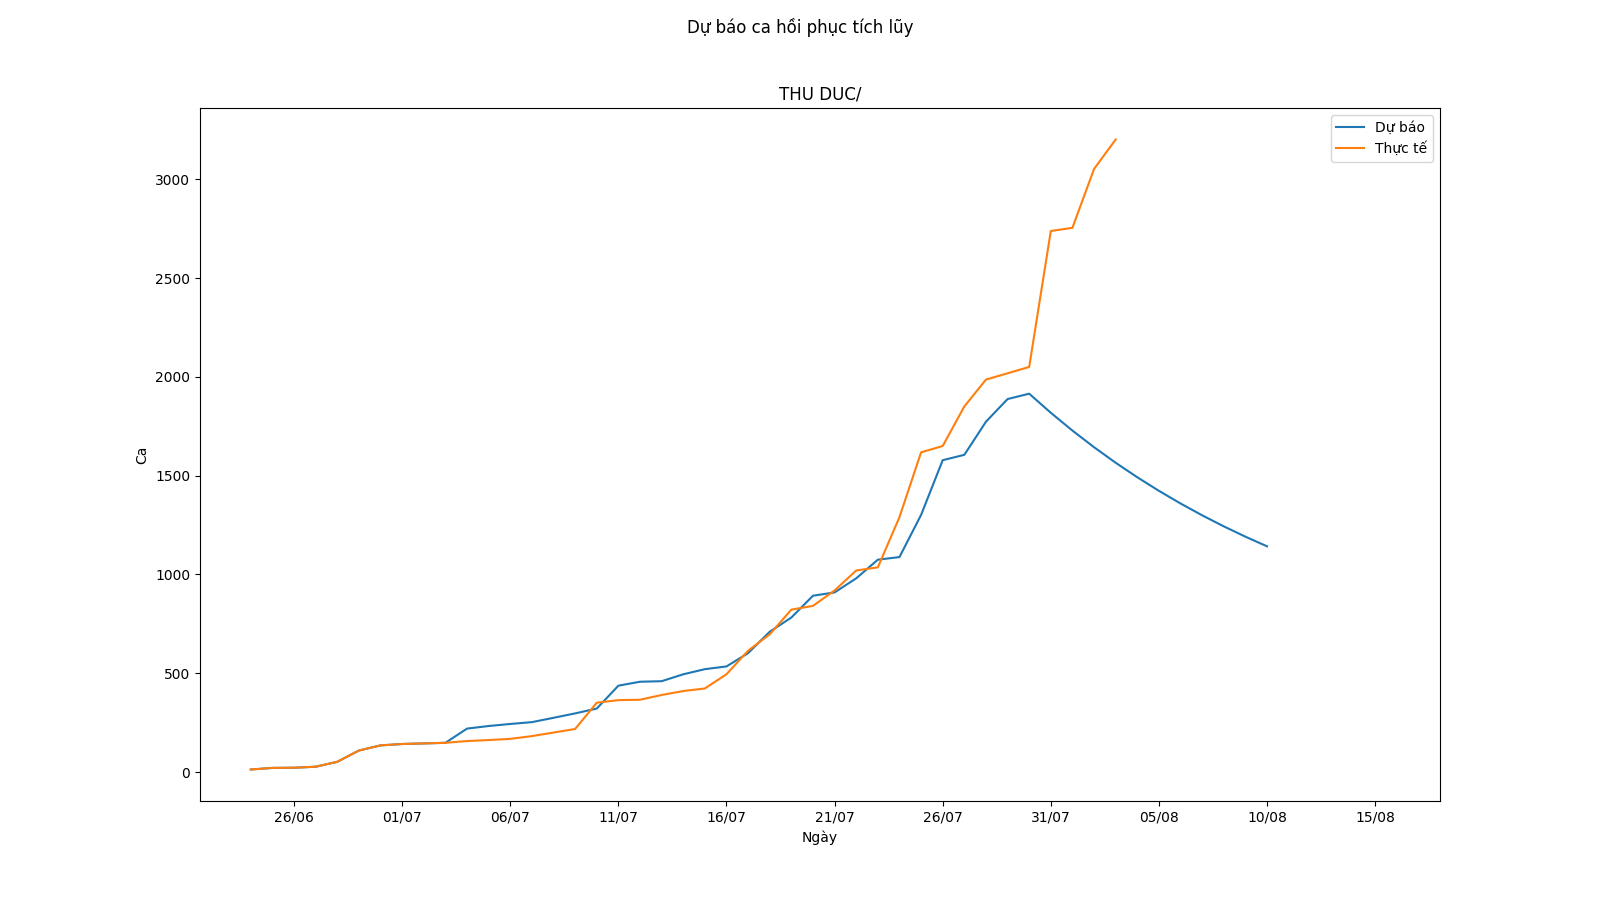 Dự báo ca hồi phục tích lũy
THU DUC/
Dự báo
Thực tế
3000
2500
2000
1500
1000
500
0
Ca
26/06 01/07 06/07 11/07 16/07 21/07 26/07 31/07 05/08 10/08 15/08
Ngày